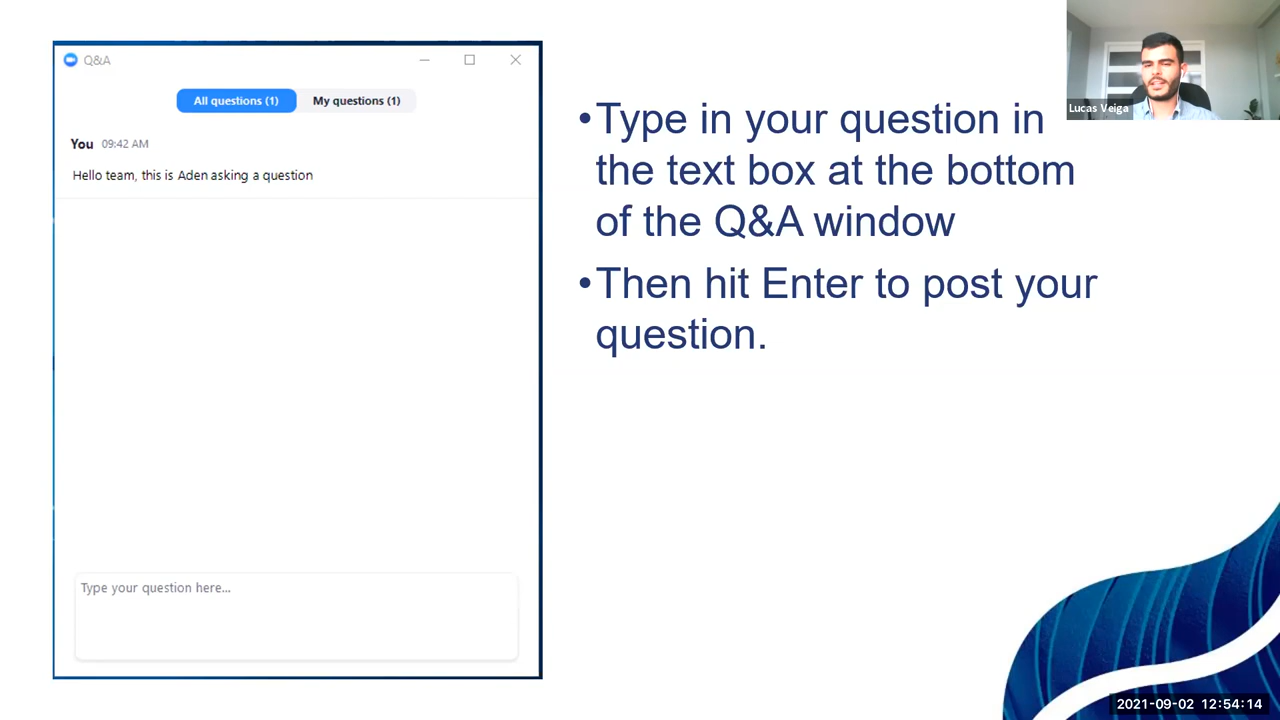 Q&A
All questions (1)
My questions (1)
You 09:42 AM
Hello team, this is Aden asking a question
Type your question here...
•Type in your question in
the text box at the bottom
of the Q&A window
•Then hit Enter to post your
question.
Lucas Veiga
2021-09-02 12:54:14